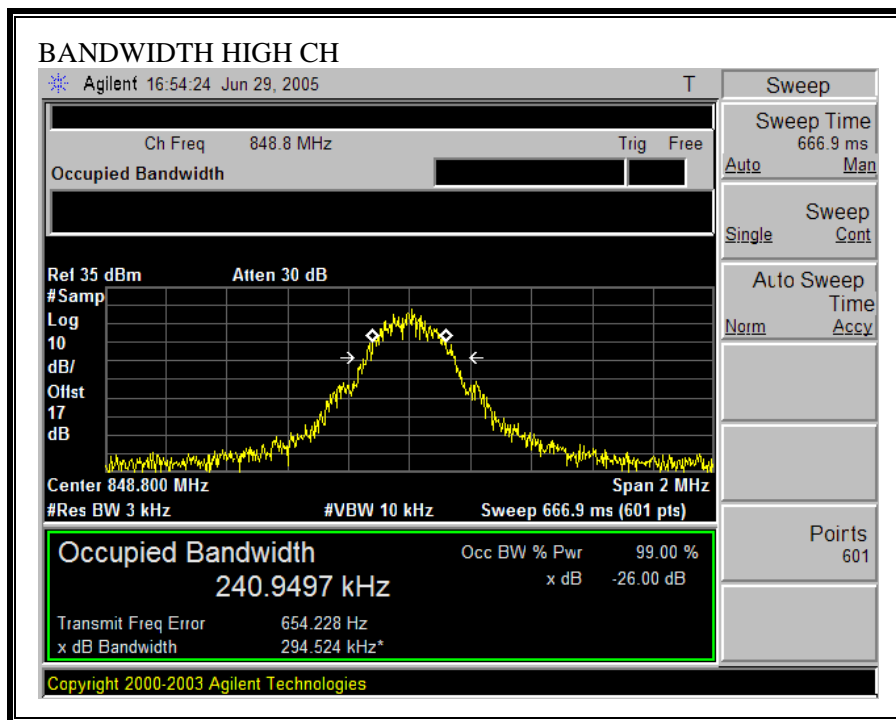 BANDWIDTH HIGH CH
Agilent 16:54:24 Jun 29, 2005 T
Sweep
Ch Freq 848.8 MHz Trig Free
Occupied Bandwidth
Sweep Time
666.9 ms
Auto Man
Sweep
Single Cont
Auto Sweep
Time
Norm Accy
Ref 35 dBm Atten 30 dB
#Samp
Log
10
dB/
Offst
17
dB
Center 848.800 MHz Span 2 MHz
#Res BW 3 kHz #VBW 10 kHz Sweep 666.9 ms (601 pts)
Points
601
Occupied Bandwidth Occ BW % Pwr 99.00 %
240.9497 kHz x dB -26.00 dB
Transmit Freq Error 654.228 Hz
x dB Bandwidth 294.524 kHz*
Copyright 2000-2003 Agilent Technologies